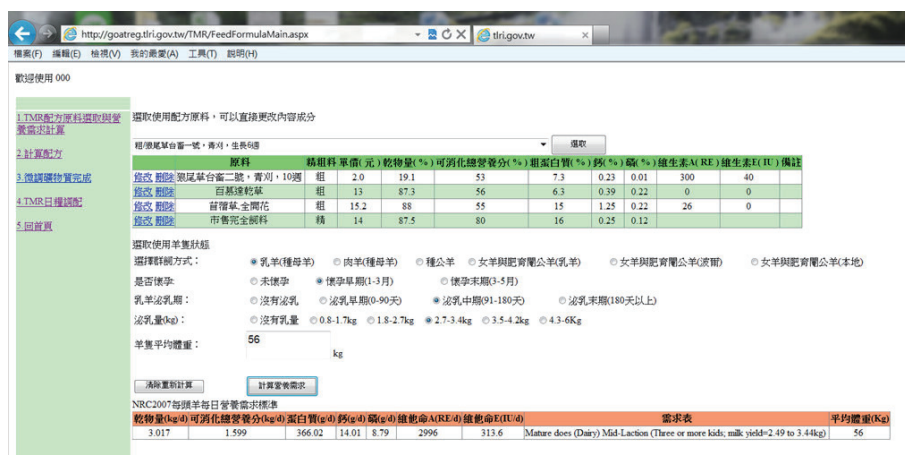 http://goatreg.tlri.gov.tw/TMR/FeedFormulaMain.aspx
tlri.gov.tw
檔案(F) 編輯(E) 檢視(V) 我的最愛(A) 工具(T) 說明(H)
歡迎使用 000
1.TMR配方原料選取與營養需求計算
2.計算配方
3.微調礦物質完成
4.TMR日糧調配
5.回首頁
選取使用配方原料,可以直接更改內容成分
粗/狼尾草台畜一號,青刈,生長6週 選取
原料 精粗料 單價(元) 乾物量(%) 可消化總營養分(%) 粗蛋白質(%) 鈣(%) 磷(%) 維生素A(RE) 維生素E(IU) 備註
修改 刪除 狼尾草台畜二號,青刈,10週 粗 2.0 19.1 53 7.3 0.23 0.01 300 40
修改 刪除 百慕達乾草 粗 13 87.3 56 6.3 0.39 0.22 0 0
修改 刪除 苜蓿草.全開花 粗 15.2 88 55 15 1.25 0.22 26 0
修改 刪除 市售完全飼料 精 14 87.5 80 16 0.25 0.12
選取使用羊隻狀態
選擇群飼方式: 乳羊(種母羊) 肉羊(種母羊) 種公羊 女羊與肥育閹公羊(乳羊) 女羊與肥育閹公羊(波爾) 女羊與肥育閹公羊(本地)
是否懷孕: 未懷孕 懷孕早期(1-3月) 懷孕末期(3-5月)
乳羊泌乳期: 沒有泌乳 泌乳早期(0-90天) 泌乳中期(91-180天) 泌乳末期(180天以上)
泌乳量(kg): 沒有乳量 0.8-1.7kg 1.8-2.7kg 2.7-3.4kg 3.5-4.2kg 4.3-6Kg
羊隻平均體重: 56 kg
清除重新計算 計算營養需求
NRC2007每頭羊每日營養需求標準
乾物量(kg/d) 可消化總營養分(kg/d) 蛋白質(g/d) 鈣(g/d) 磷(g/d) 維他命A(RE/d) 維他命E(IU/d) 需求表 平均體重(Kg)
3.017 1.599 366.02 14.01 8.79 2996 313.6 Mature does (Dairy) Mid-Laction (Three or more kids; milk yield=2.49 to 3.44kg) 56